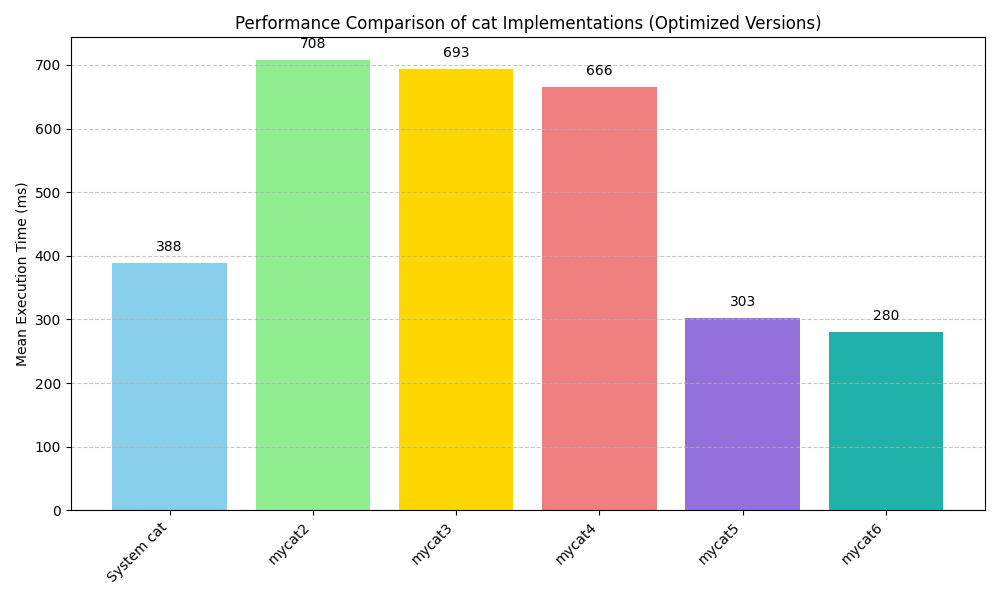 Performance Comparison of cat Implementations (Optimized Versions)
Mean Execution Time (ms)
700
600
500
400
300
200
100
0
388
708
693
666
303
280
System cat
mycat2
mycat3
mycat4
mycat5
mycat6